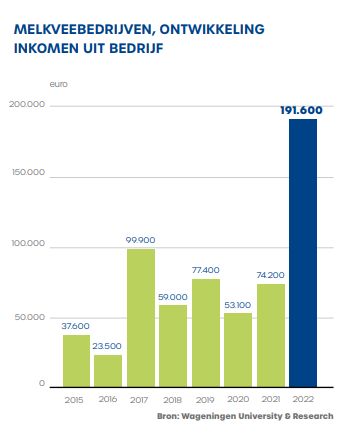 MELKVEEBEDRIJVEN, ONTWIKKELING
INKOMEN UIT BEDRIJF
euro
200.000
191.600
150.000
100.000
99.900
77.400
74.200
59.000
53.100
50.000
37.600
23.500
0
2015 2016 2017 2018 2019 2020 2021 2022
Bron: Wageningen University & Research